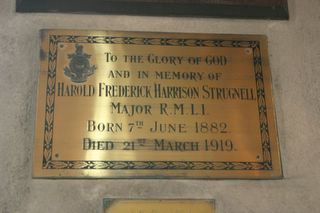 To the Glory of God
and in memory of
Harold Frederick Harrison Strugnell
Major R.M.L.I.
Born 7th June 1882.
Died 21st March 1919.